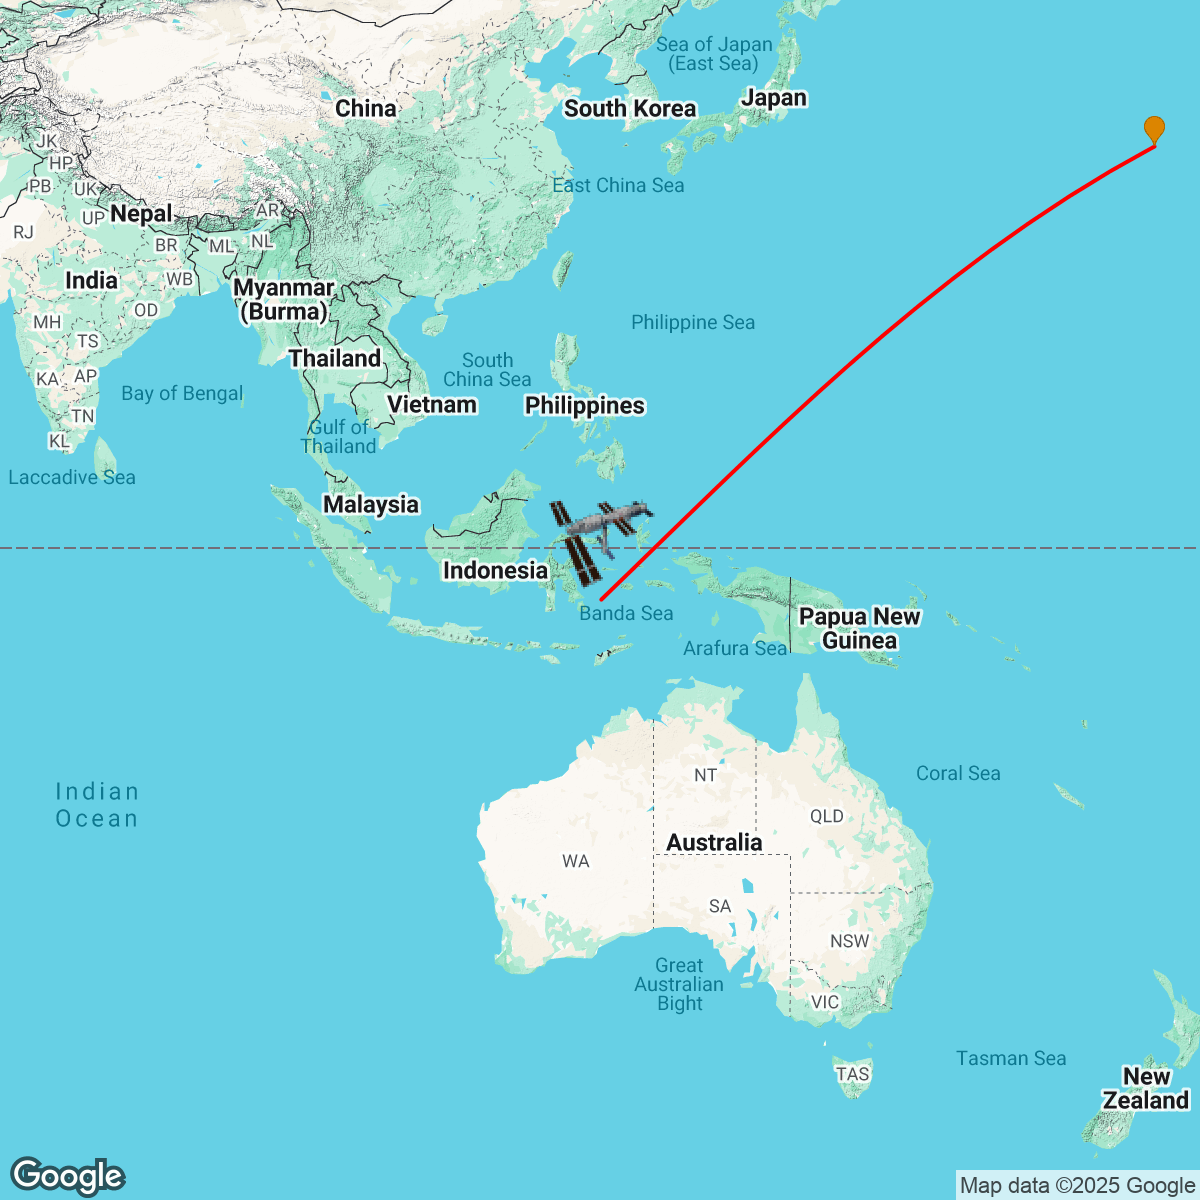 Sea of Japan
(East Sea)
China
South Korea
Japan
JK
HP
PB
UK
East China Sea
UP
Nepal
AR
RJ
BR
ML
NL
India
WB
Myanmar
(Burma)
OD
MH
TS
Philippine Sea
Thailand
South
China Sea
KA
AP
Bay of Bengal
TN
Vietnam
Philippines
KL
Gulf of
Thailand
Laccadive Sea
Malaysia
Indonesia
Banda Sea
Papua New
Guinea
Arafura Sea
NT
Coral Sea
Indian
Ocean
QLD
Australia
WA
SA
NSW
Great
Australian
Bight
VIC
Tasman Sea
TAS
New
Zealand
Google
Map data ©2025 Google